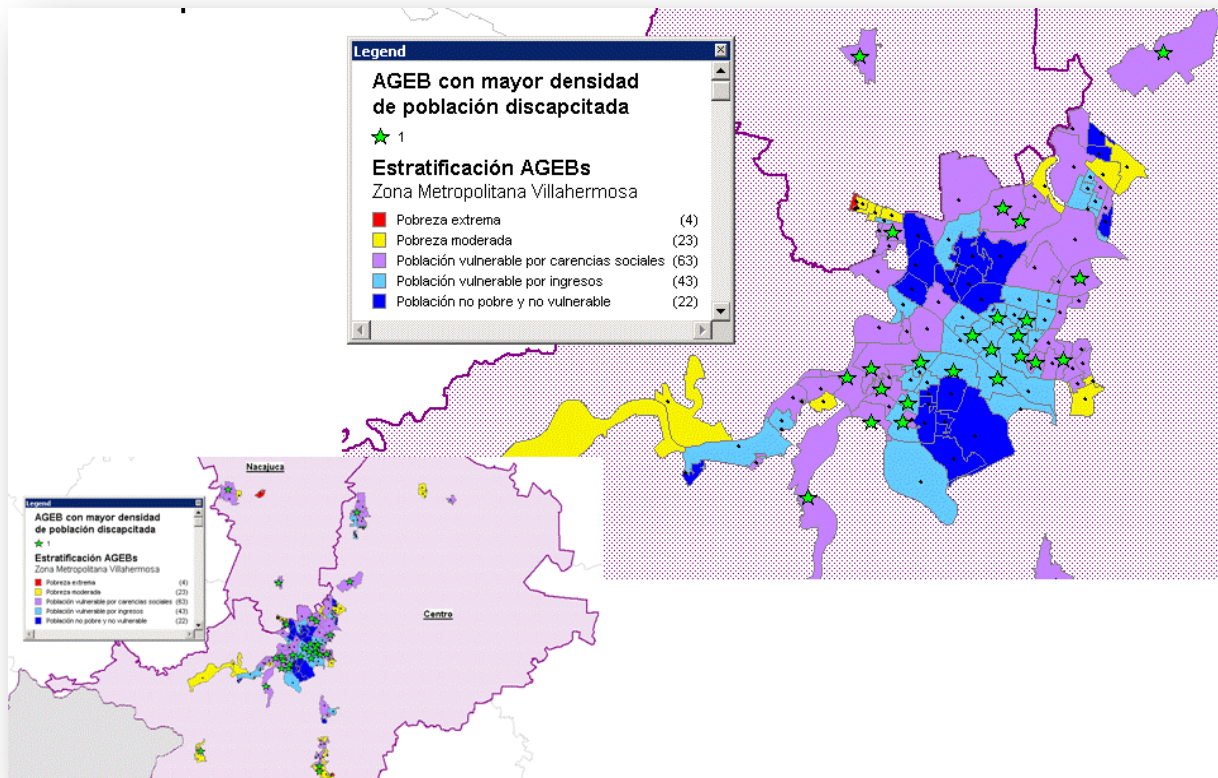 Legend
AGEB con mayor densidad
de población discapcitada
1
Estratificación AGEBs
Zona Metropolitana Villahermosa
Pobreza extrema (4)
Pobreza moderada (23)
Población vulnerable por carencias sociales (63)
Población vulnerable por ingresos (43)
Población no pobre y no vulnerable (22)
Nacajuca
Legend
AGEB con mayor densidad
de población discapcitada
1
Estratificación AGEBs
Zona Metropolitana Villahermosa
Pobreza extrema (4)
Pobreza moderada (23)
Población vulnerable por carencias sociales (63)
Población vulnerable por ingresos (43)
Población no pobre y no vulnerable (22)
Centro